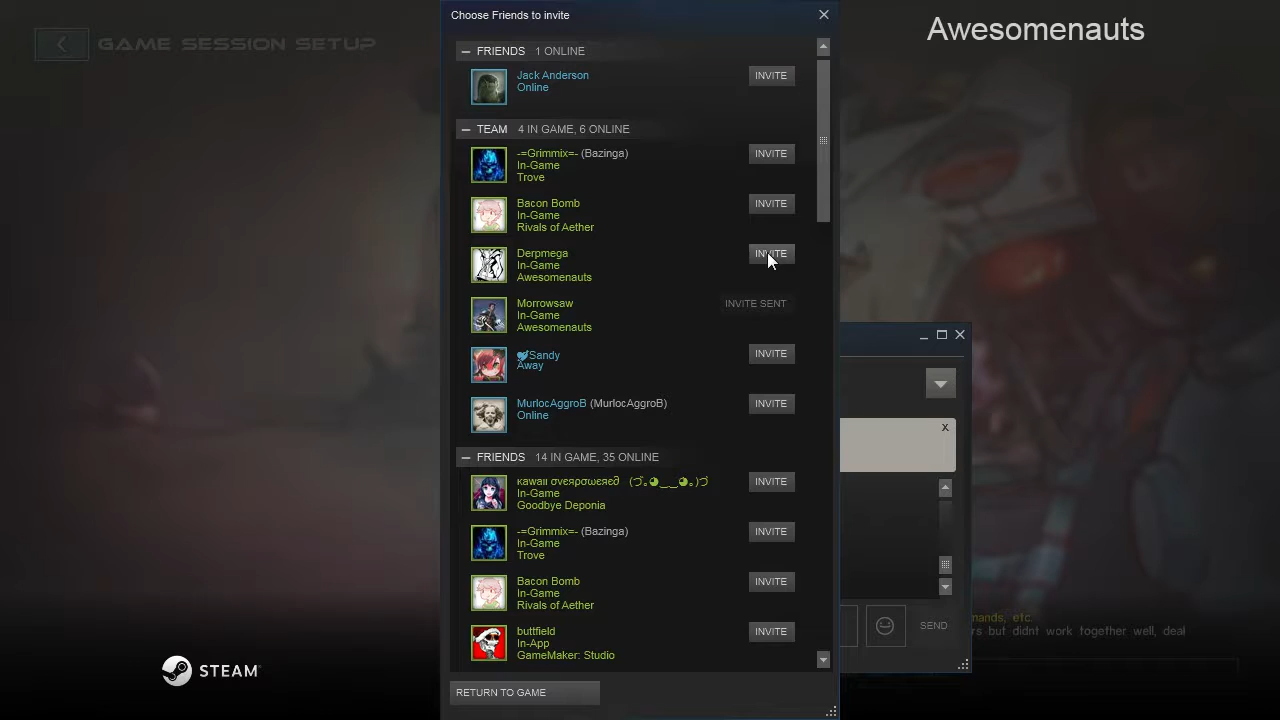 Choose Friends to invite
Awesomenauts
GAME SESSION SETUP
FRIENDS 1 ONLINE
Jack Anderson
Online
INVITE
TEAM 4 IN GAME, 6 ONLINE
-=Grimmix=- (Bazinga)
In-Game
Trove
INVITE
Bacon Bomb
In-Game
Rivals of Aether
INVITE
Derpmega
In-Game
Awesomenauts
INVITE
Morrowsaw
In-Game
Awesomenauts
INVITE SENT
Sandy
Away
INVITE
MurlocAggroB (MurlocAggroB)
Online
INVITE
FRIENDS 14 IN GAME, 35 ONLINE
кawaıı σvεяρσωεяε∂ (づ｡◕‿‿◕｡)づ
In-Game
Goodbye Deponia
INVITE
-=Grimmix=- (Bazinga)
In-Game
Trove
INVITE
Bacon Bomb
In-Game
Rivals of Aether
INVITE
buttfield
In-App
GameMaker: Studio
INVITE
RETURN TO GAME
x
SEND
mands, etc.
rs but didnt work together well, deal
STEAM